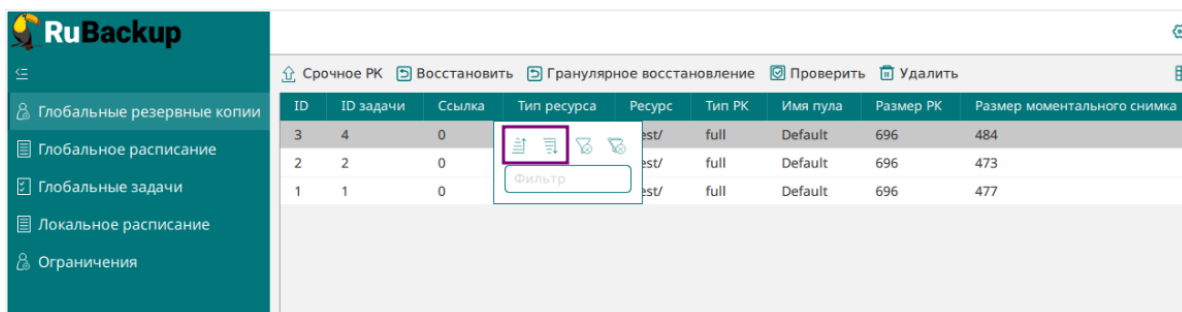 RuBackup
Срочное РК Восстановить Гранулярное восстановление Проверить Удалить
Глобальные резервные копии
Глобальное расписание
Глобальные задачи
Локальное расписание
Ограничения
ID ID задачи Ссылка Тип ресурса Ресурс Тип РК Имя пула Размер РК Размер моментального снимка
3 4 0 est/ full Default 696 484
2 2 0 est/ full Default 696 473
1 1 0 est/ full Default 696 477
Фильтр